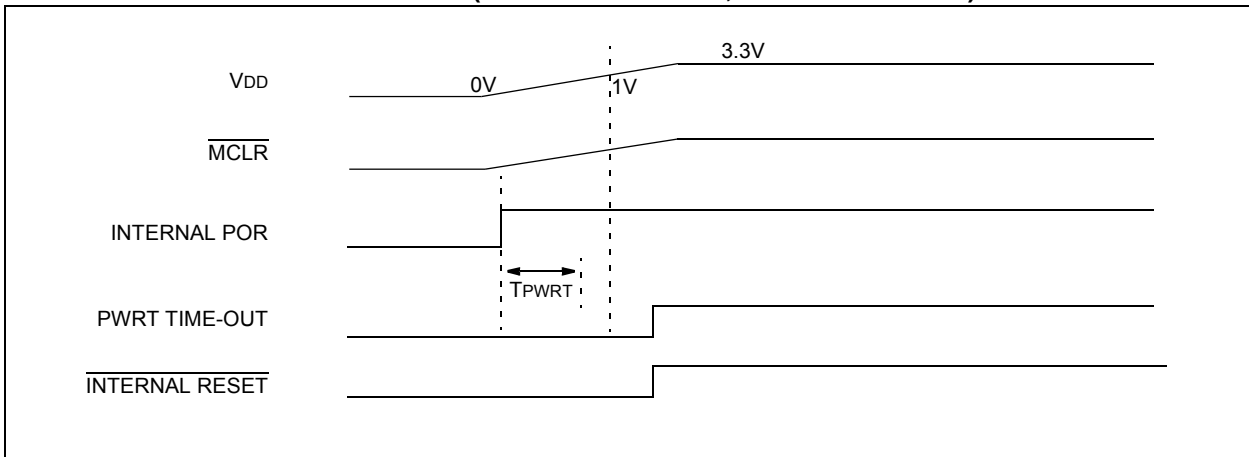 3.3V
VDD
0V
1V
MCLR
INTERNAL POR
TPWRT
PWRT TIME-OUT
INTERNAL RESET